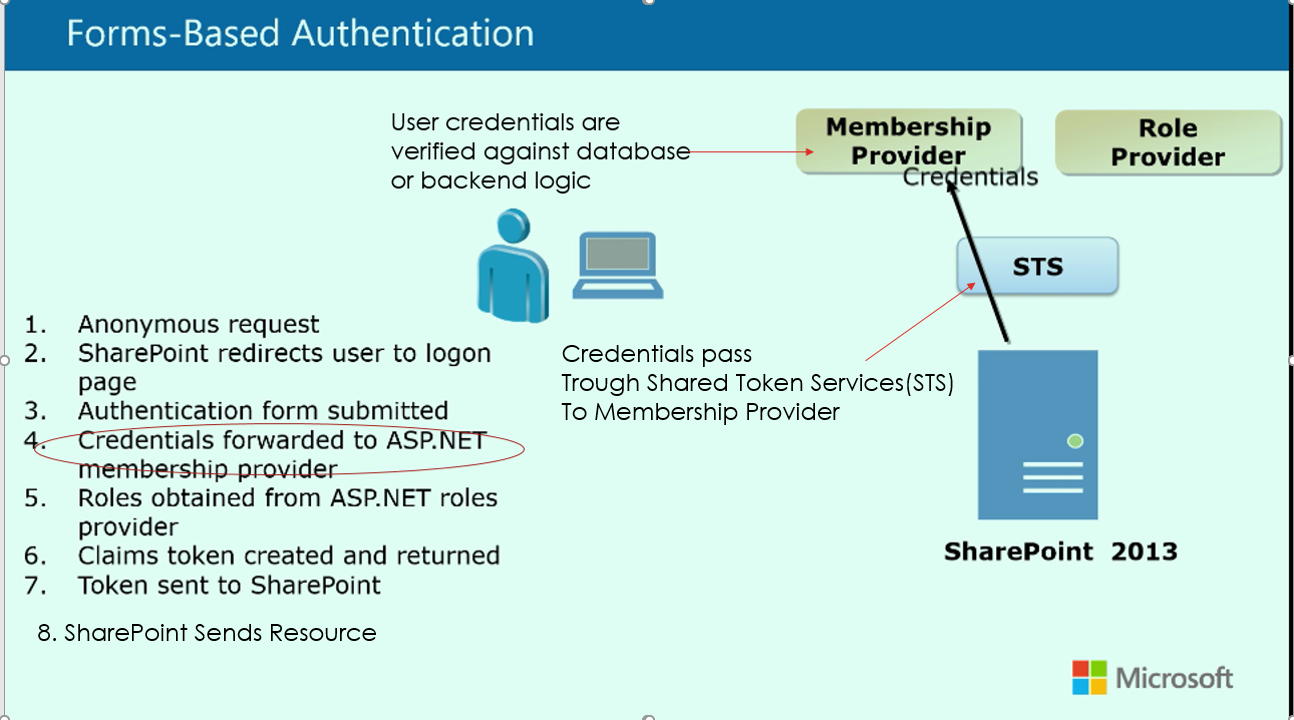 Forms-Based Authentication
User credentials are
verified against database
or backend logic
Membership
Provider
Role
Provider
Credentials
STS
1. Anonymous request
2. SharePoint redirects user to logon
page
3. Authentication form submitted
4. Credentials forwarded to ASP.NET
membership provider
5. Roles obtained from ASP.NET roles
provider
6. Claims token created and returned
7. Token sent to SharePoint
8. SharePoint Sends Resource
Credentials pass
Trough Shared Token Services(STS)
To Membership Provider
SharePoint 2013
Microsoft